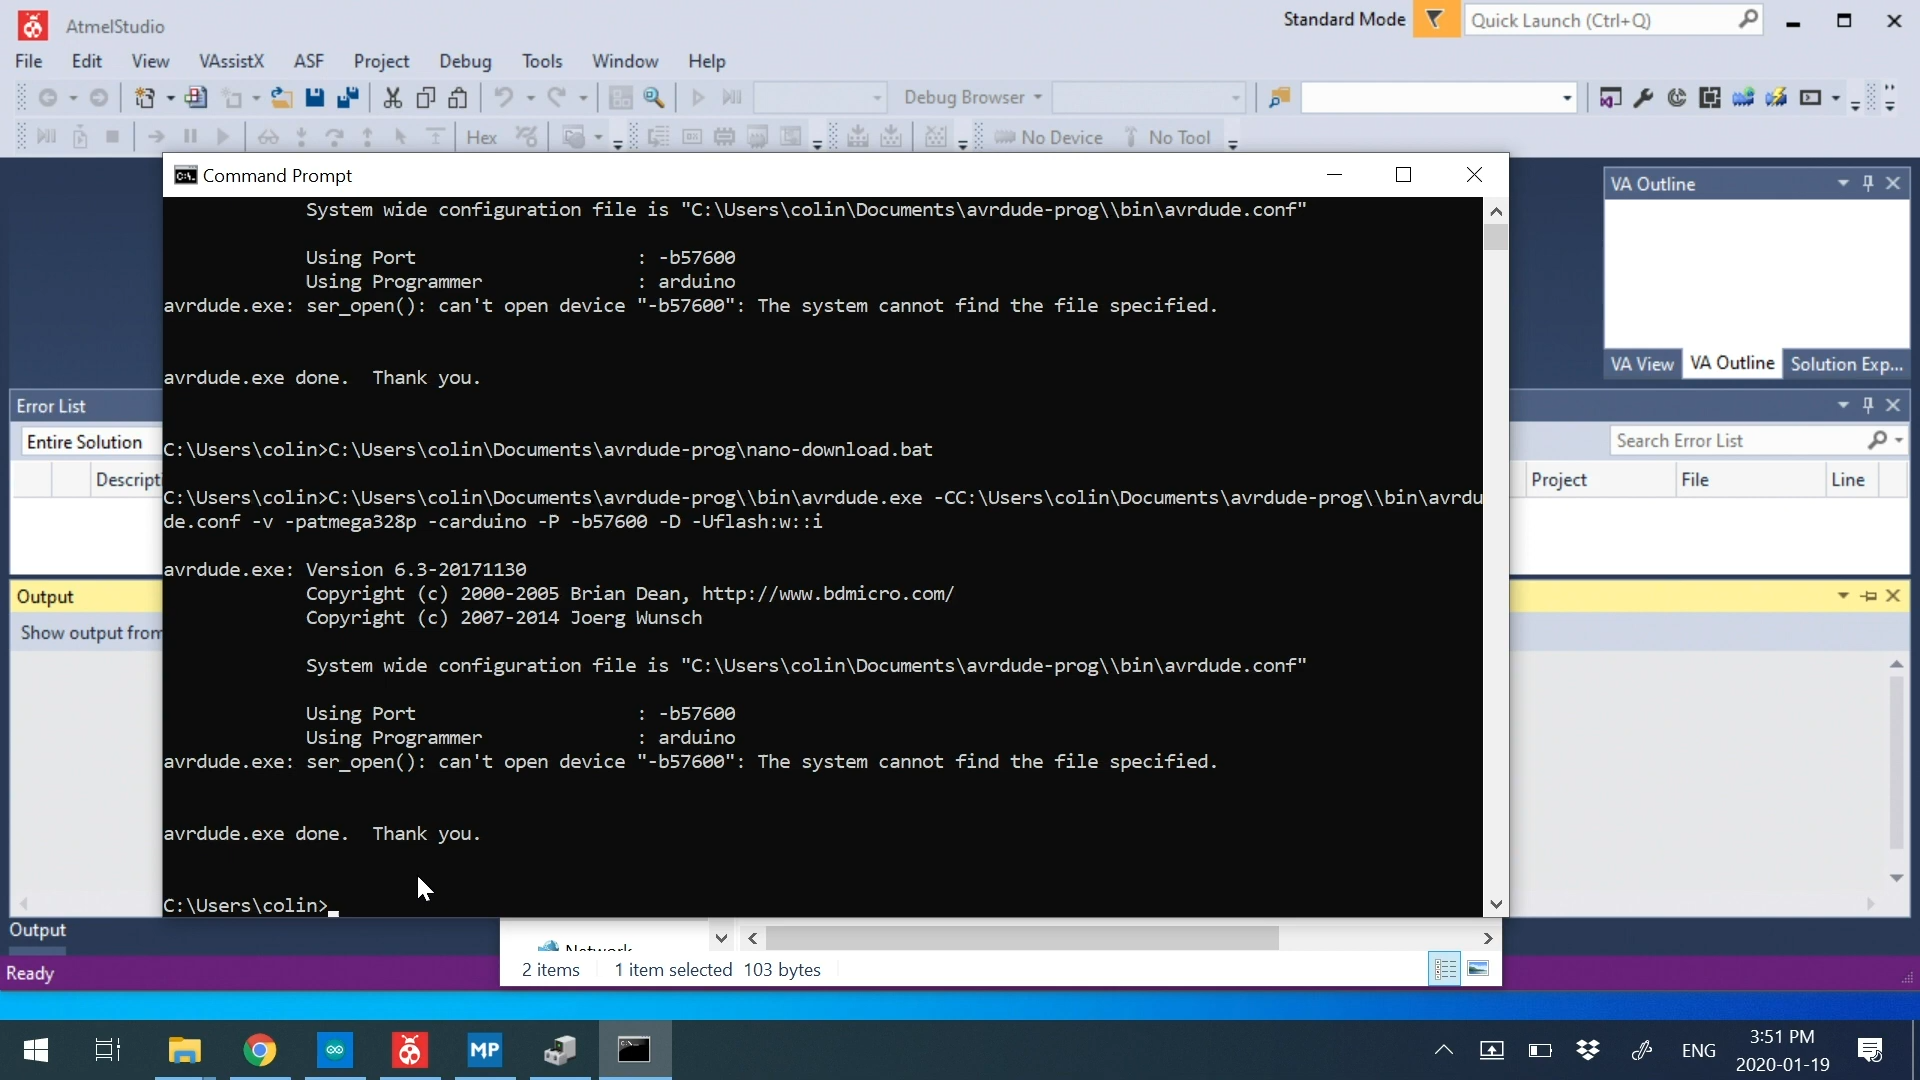 AtmelStudio
Standard Mode
Quick Launch (Ctrl+Q)
File Edit View VAssistX ASF Project Debug Tools Window Help
Debug Browser
Hex
No Device
No Tool
Command Prompt
System wide configuration file is "C:\Users\colin\Documents\avrdude-prog\\bin\avrdude.conf"
Using Port : -b57600
Using Programmer : arduino
avrdude.exe: ser_open(): can't open device "-b57600": The system cannot find the file specified.
avrdude.exe done. Thank you.
C:\Users\colin>C:\Users\colin\Documents\avrdude-prog\nano-download.bat
C:\Users\colin>C:\Users\colin\Documents\avrdude-prog\\bin\avrdude.exe -CC:\Users\colin\Documents\avrdude-prog\\bin\avrdu
de.conf -v -patmega328p -carduino -P -b57600 -D -Uflash:w::i
avrdude.exe: Version 6.3-20171130
Copyright (c) 2000-2005 Brian Dean, http://www.bdmicro.com/
Copyright (c) 2007-2014 Joerg Wunsch
System wide configuration file is "C:\Users\colin\Documents\avrdude-prog\\bin\avrdude.conf"
Using Port : -b57600
Using Programmer : arduino
avrdude.exe: ser_open(): can't open device "-b57600": The system cannot find the file specified.
avrdude.exe done. Thank you.
C:\Users\colin>
VA Outline
VA View VA Outline Solution Exp...
Error List
Entire Solution
Search Error List
Descripti
Project File Line
Output
Show output from
Output
Ready
Network
2 items 1 item selected 103 bytes
MP
ENG
3:51 PM
2020-01-19